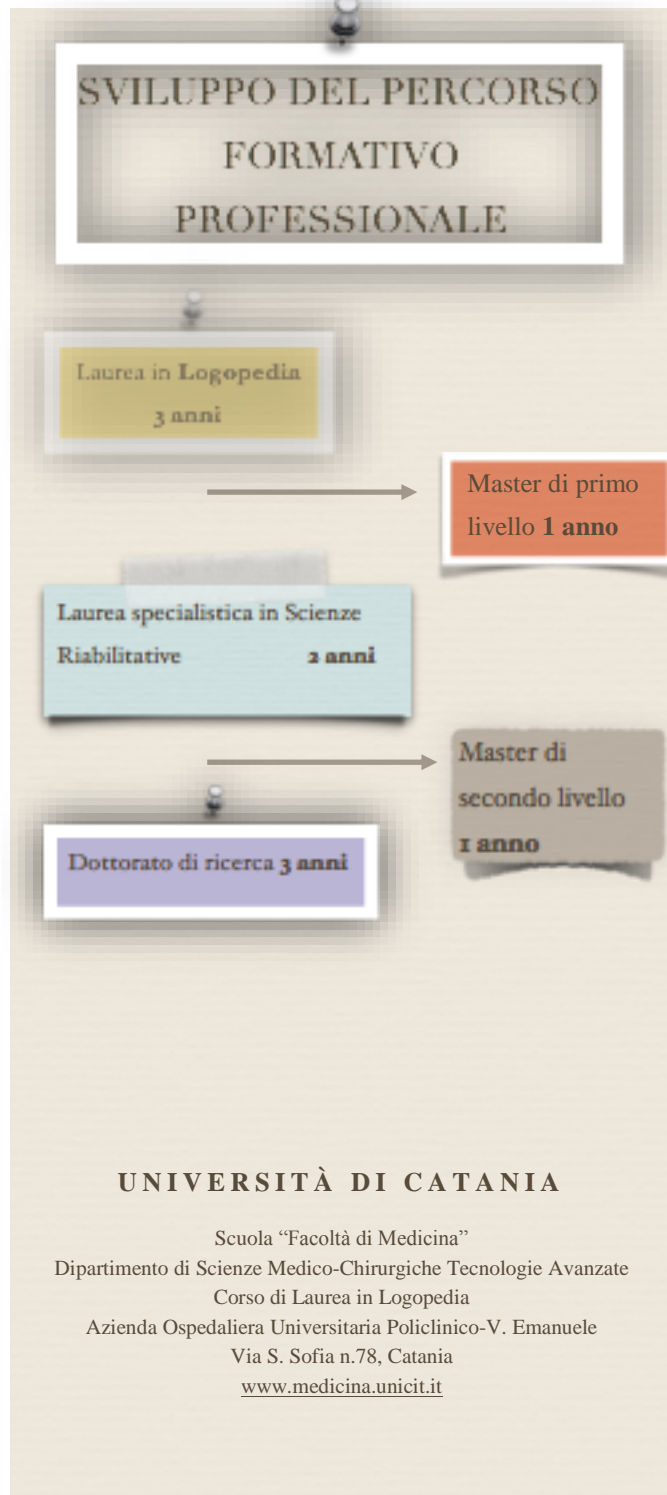 SVILUPPO DEL PERCORSO
FORMATIVO
PROFESSIONALE
Laurea in Logopedia
3 anni
Master di primo
livello 1 anno
Laurea specialistica in Scienze
Riabilitative 2 anni
Master di
secondo livello
1 anno
Dottorato di ricerca 3 anni
UNIVERSITÀ DI CATANIA
Scuola “Facoltà di Medicina”
Dipartimento di Scienze Medico-Chirurgiche Tecnologie Avanzate
Corso di Laurea in Logopedia
Azienda Ospedaliera Universitaria Policlinico-V. Emanuele
Via S. Sofia n.78, Catania
www.medicina.unicit.it